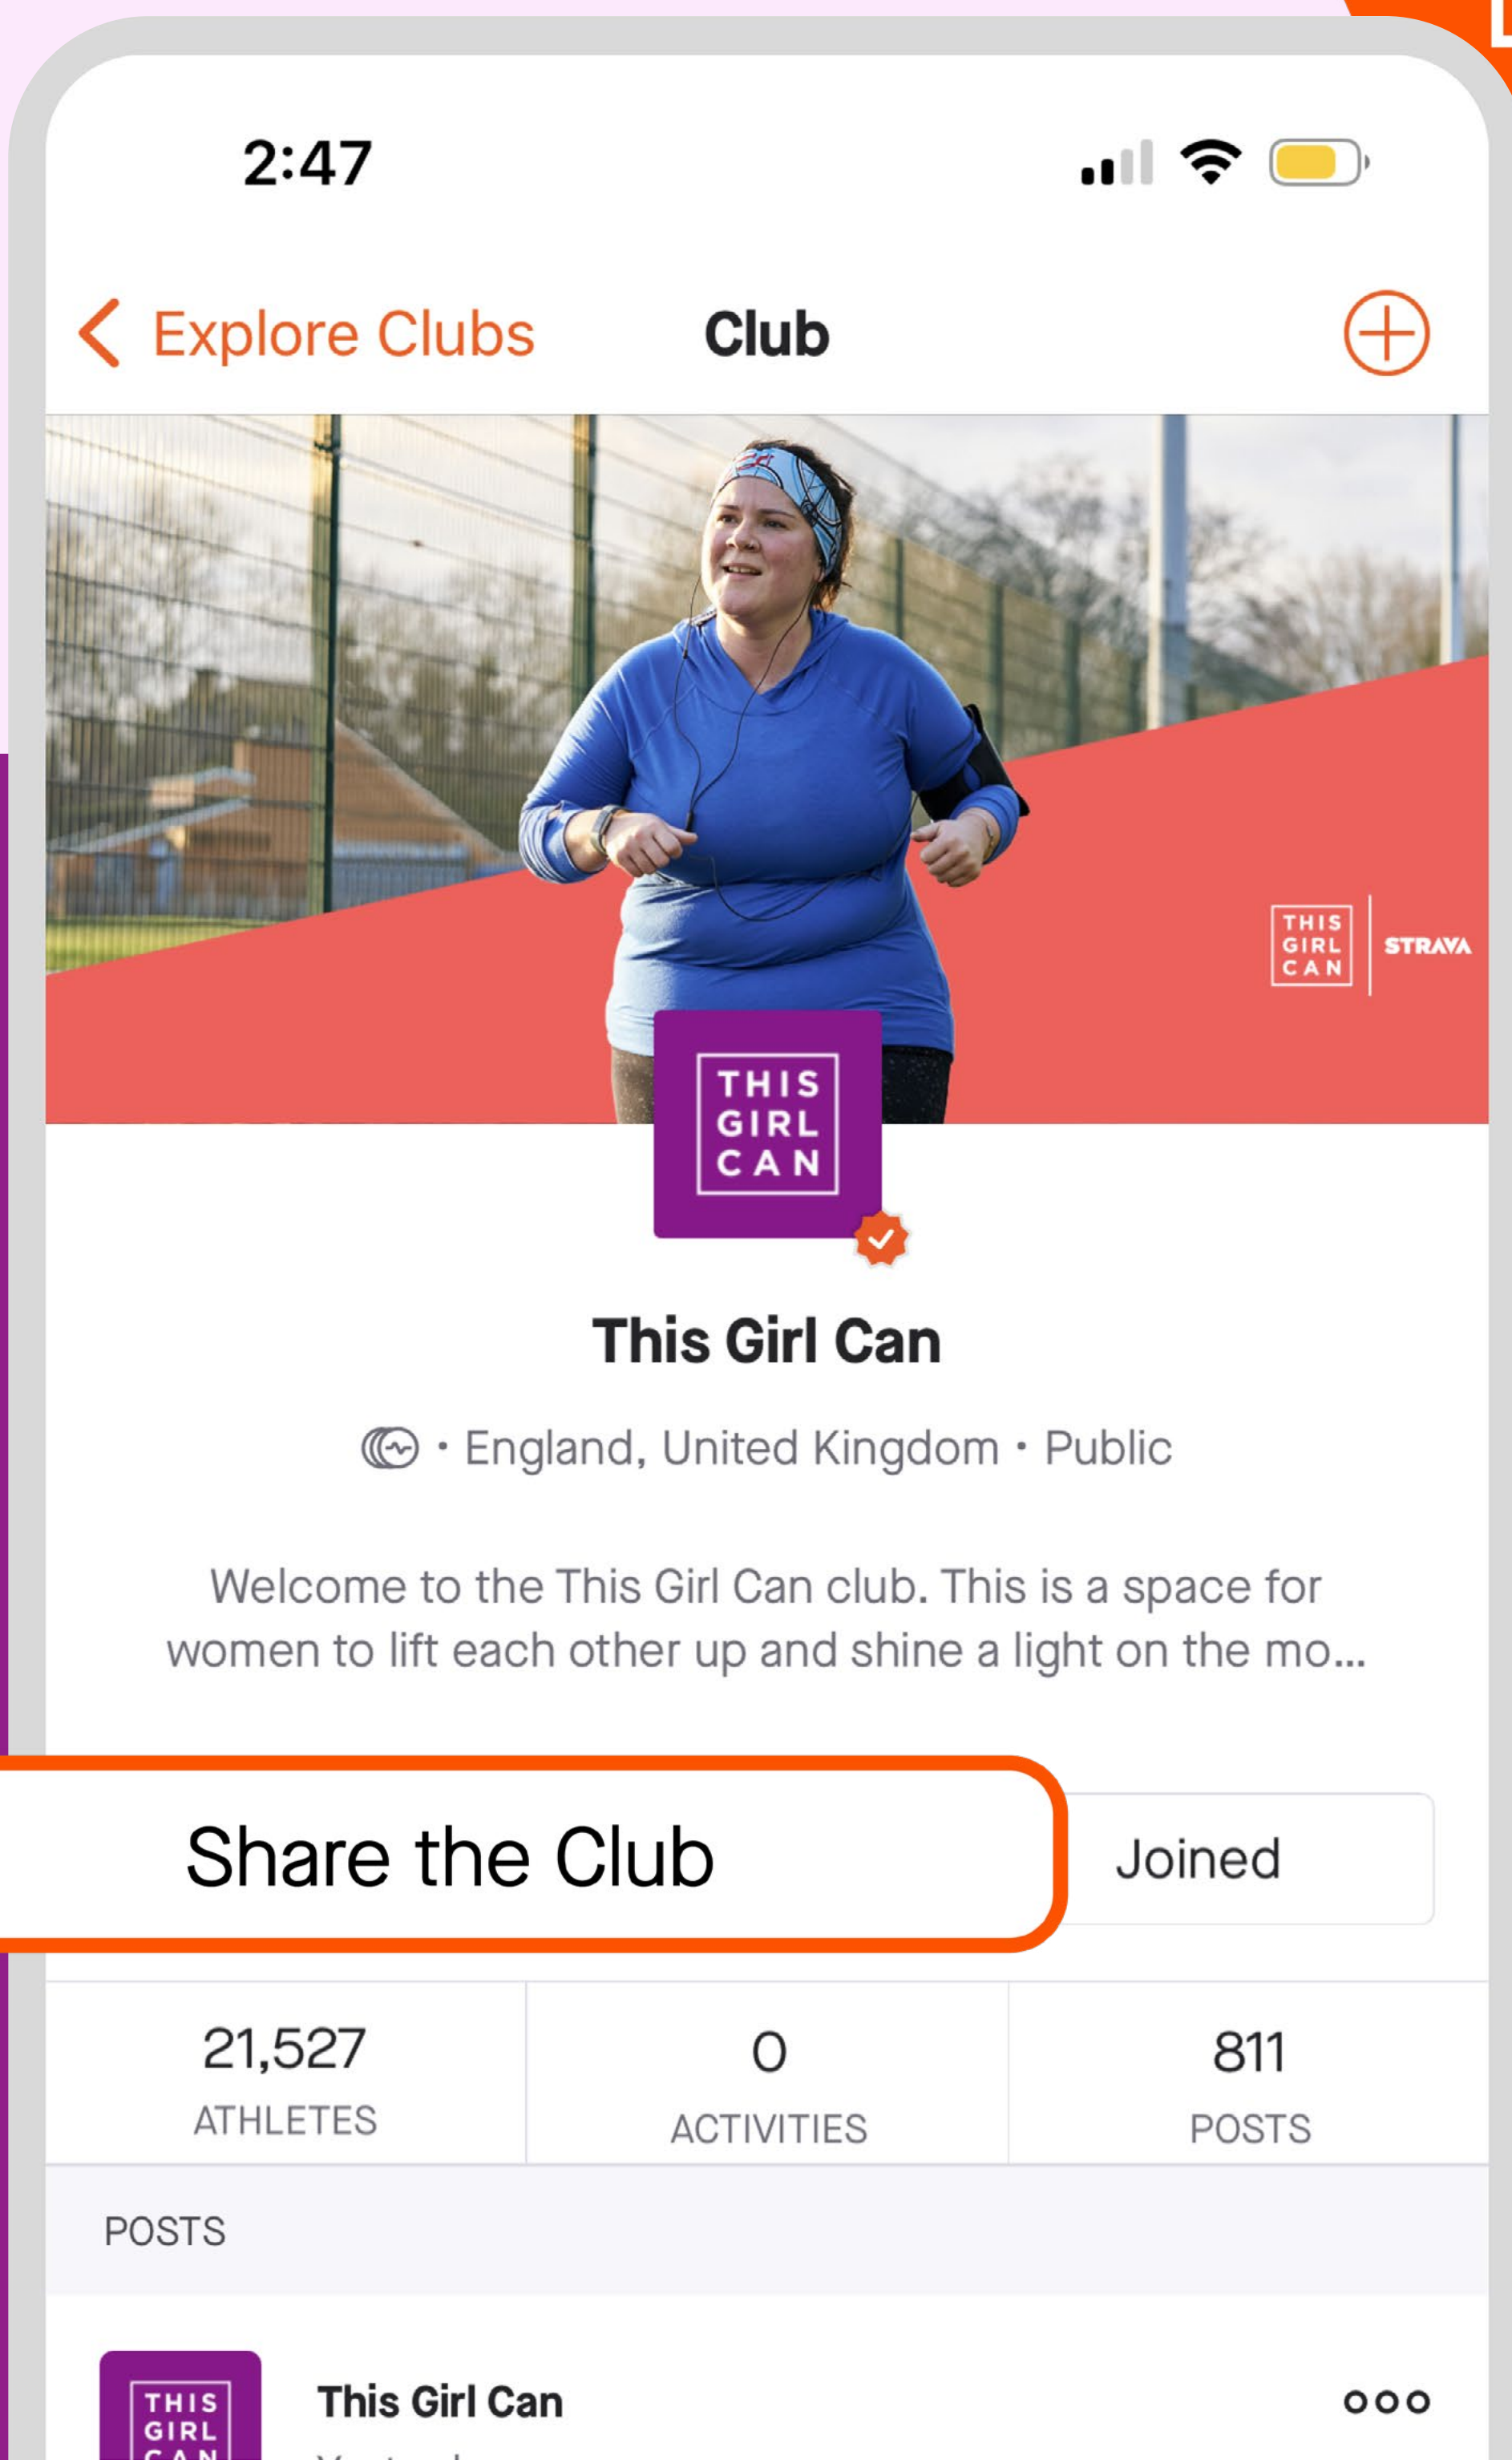 2:47
Explore Clubs
Club
THIS
GIRL
CAN
STRAVA
THIS
GIRL
CAN
This Girl Can
• England, United Kingdom • Public
Welcome to the This Girl Can club. This is a space for
women to lift each other up and shine a light on the mo...
Share the Club
Joined
21,527
ATHLETES
0
ACTIVITIES
811
POSTS
POSTS
THIS
GIRL
CAN
This Girl Can